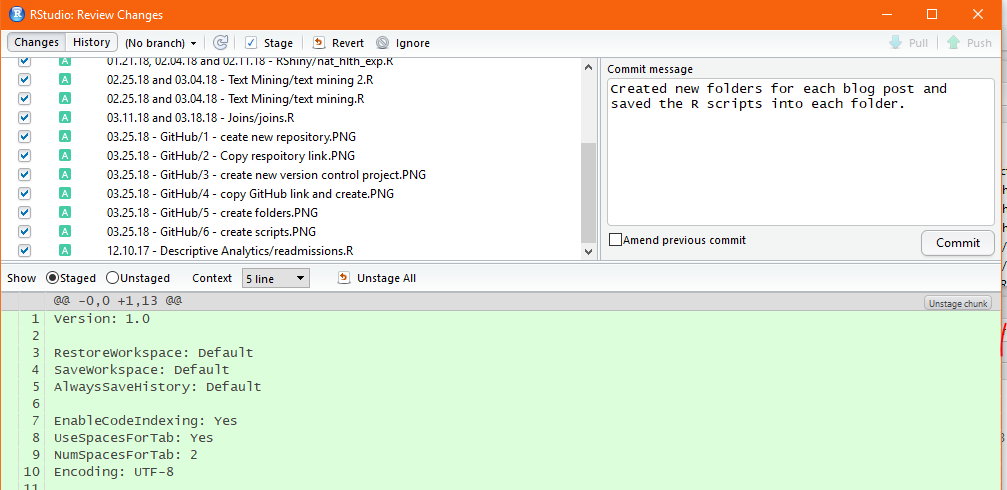 RStudio: Review Changes
Changes History (No branch) Stage Revert Ignore Pull Push
01.21.18, 02.04.18 and 02.11.18 - RShiny/nat_hlth_exp.R
02.25.18 and 03.04.18 - Text Mining/text mining 2.R
02.25.18 and 03.04.18 - Text Mining/text mining.R
03.11.18 and 03.18.18 - Joins/joins.R
03.25.18 - GitHub/1 - ceate new repository.PNG
03.25.18 - GitHub/2 - Copy respoitory link.PNG
03.25.18 - GitHub/3 - create new version control project.PNG
03.25.18 - GitHub/4 - copy GitHub link and create.PNG
03.25.18 - GitHub/5 - create folders.PNG
03.25.18 - GitHub/6 - create scripts.PNG
12.10.17 - Descriptive Analytics/readmissions.R
Commit message
Created new folders for each blog post and
saved the R scripts into each folder.
Amend previous commit Commit
Show Staged Unstaged Context 5 line Unstage All
@@ -0,0 +1,13 @@ Unstage chunk
1 Version: 1.0
2
3 RestoreWorkspace: Default
4 SaveWorkspace: Default
5 AlwaysSaveHistory: Default
6
7 EnableCodeIndexing: Yes
8 UseSpacesForTab: Yes
9 NumSpacesForTab: 2
10 Encoding: UTF-8
11